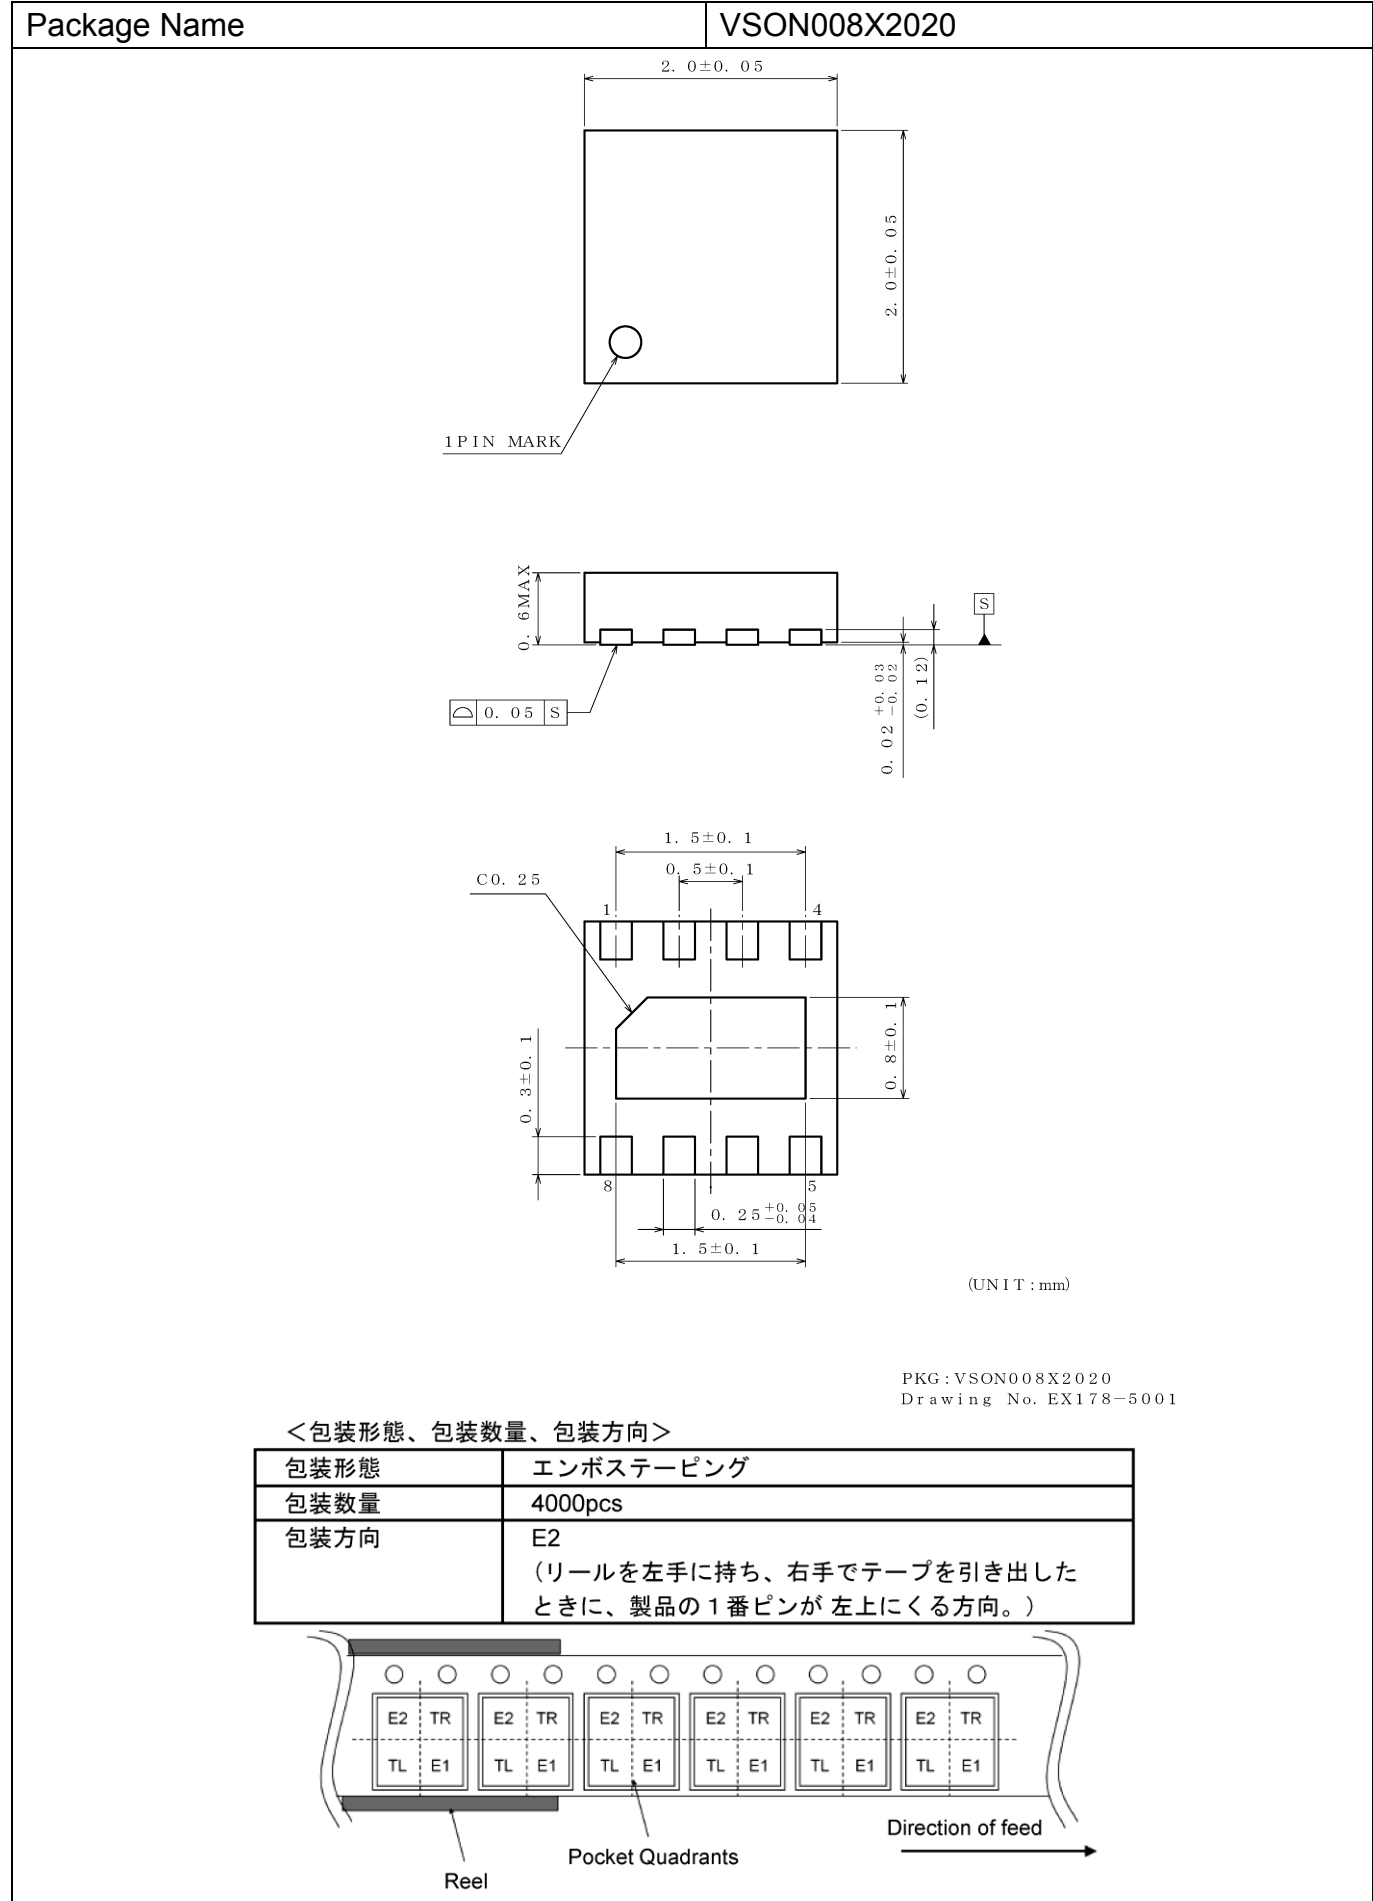 Package Name VSON008X2020
2. 0±0. 05
2. 0±0. 05
1PIN MARK
0. 6MAX
S
0. 05 S
0. 02 +0. 03 -0. 02
(0. 12)
1. 5±0. 1
0. 5±0. 1
C0. 25
1 4
0. 8±0. 1
0. 3±0. 1
8 5
0. 25 +0. 05 -0. 04
1. 5±0. 1
(UNIT:mm)
PKG:VSON008X2020
Drawing No. EX178-5001
<包装形態、包装数量、包装方向>
包装形態 エンボステーピング
包装数量 4000pcs
包装方向 E2
(リールを左手に持ち、右手でテープを引き出した
ときに、製品の1番ピンが 左上にくる方向。)
E2 TR E2 TR E2 TR E2 TR E2 TR E2 TR
TL E1 TL E1 TL E1 TL E1 TL E1 TL E1
Direction of feed
Pocket Quadrants
Reel